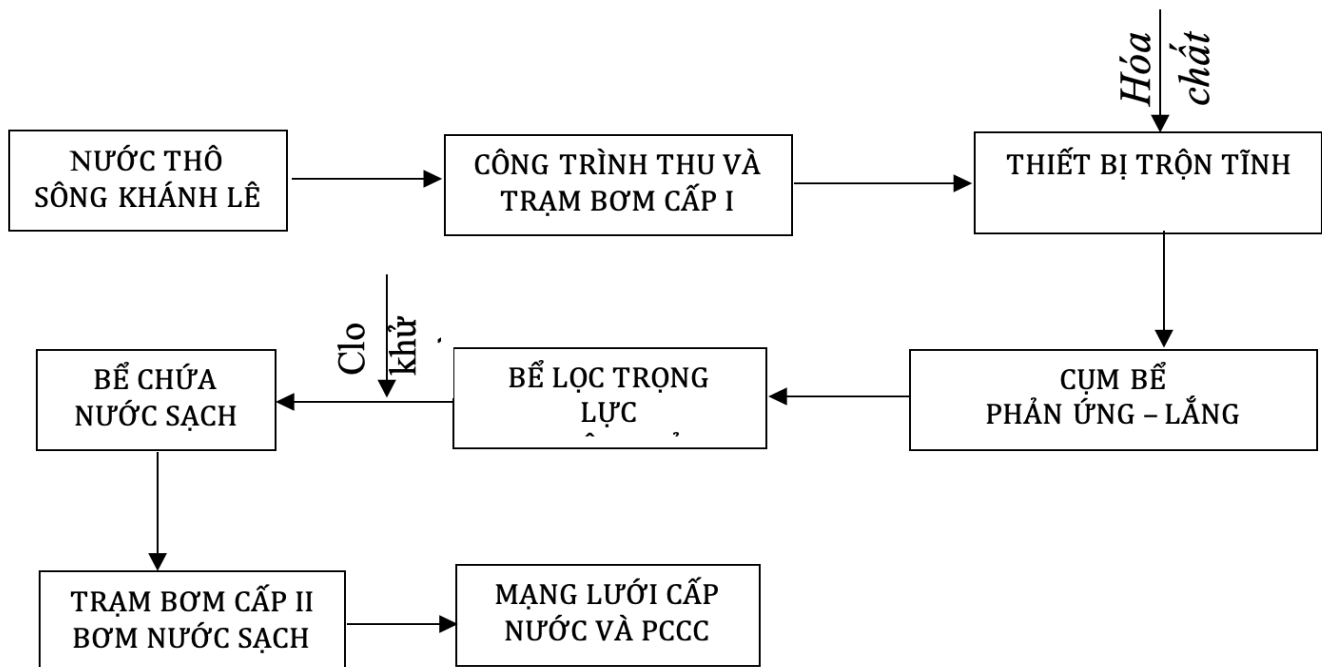 Hóa
chất
NƯỚC THÔ
SÔNG KHÁNH LÊ
CÔNG TRÌNH THU VÀ
TRẠM BƠM CẤP I
THIẾT BỊ TRỘN TĨNH
Clo
khử
BỂ CHỨA
NƯỚC SẠCH
BỂ LỌC TRỌNG
LỰC
CỤM BỂ
PHẢN ỨNG – LẮNG
TRẠM BƠM CẤP II
BƠM NƯỚC SẠCH
MẠNG LƯỚI CẤP
NƯỚC VÀ PCCC